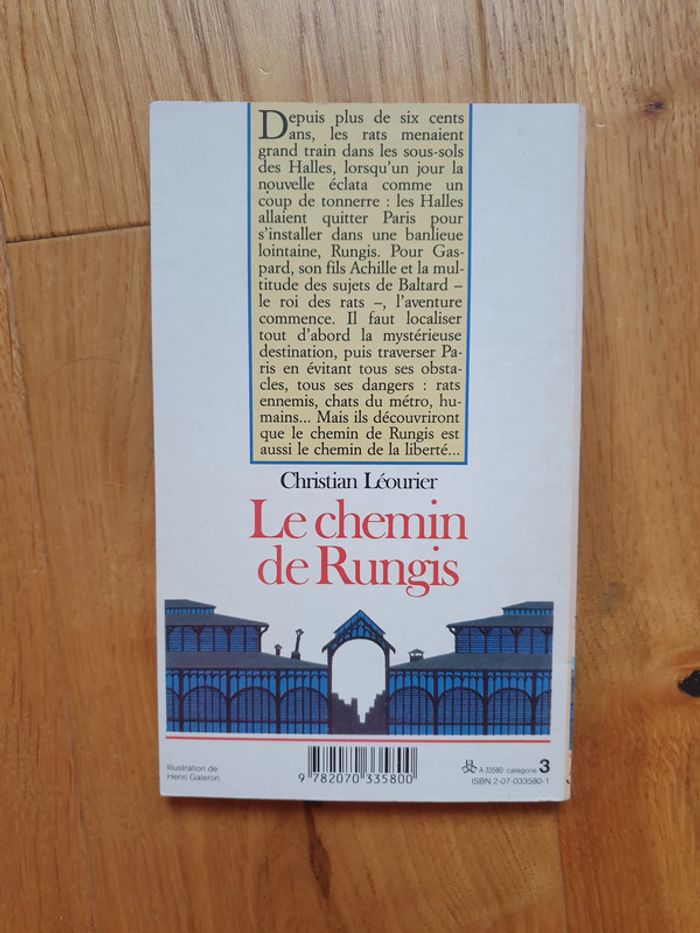 Depuis plus de six cents
ans, les rats menaient
grand train dans les sous-sols
des Halles, lorsqu'un jour la
nouvelle éclata comme un
coup de tonnerre : les Halles
allaient quitter Paris pour
s'installer dans une banlieue
lointaine, Rungis. Pour Gas-
pard, son fils Achille et la mul-
titude des sujets de Baltard –
le roi des rats –, l'aventure
commence. Il faut localiser
tout d'abord la mystérieuse
destination, puis traverser Pa-
ris en évitant tous ses obsta-
cles, tous ses dangers : rats
ennemis, chats du métro, hu-
mains... Mais ils découvriront
que le chemin de Rungis est
aussi le chemin de la liberté...
Christian Léourier
Le chemin
de Rungis
Illustration de
Henri Galeron
9 782070 335800
A 33580 catégorie 3
ISBN 2-07-033580-1